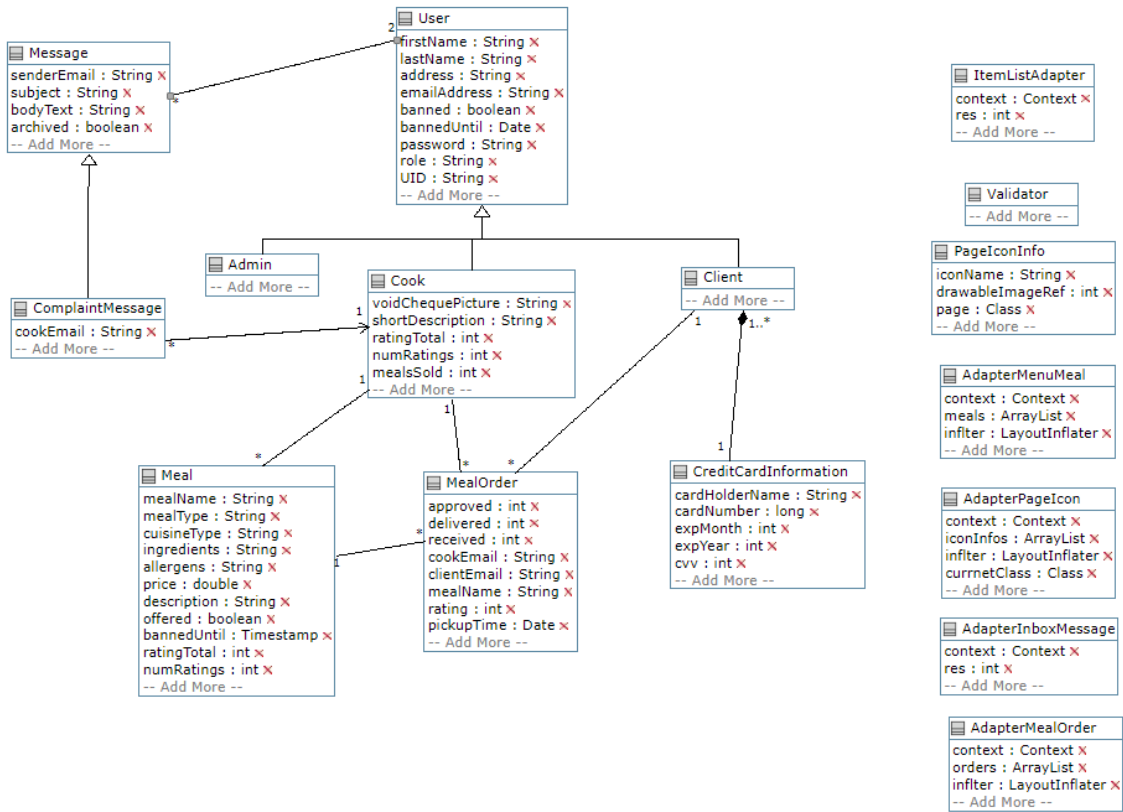 Message
senderEmail : String
subject : String
bodyText : String
archived : boolean
-- Add More --
*
2
User
firstName : String
lastName : String
address : String
emailAddress : String
banned : boolean
bannedUntil : Date
password : String
role : String
UID : String
-- Add More --
Admin
-- Add More --
ComplaintMessage
cookEmail : String
-- Add More --
*
1
Cook
voidChequePicture : String
shortDescription : String
ratingTotal : int
numRatings : int
mealsSold : int
-- Add More --
1
1
Client
-- Add More --
1
1..*
*
*
*
1
Meal
mealName : String
mealType : String
cuisineType : String
ingredients : String
allergens : String
price : double
description : String
offered : boolean
bannedUntil : Timestamp
ratingTotal : int
numRatings : int
-- Add More --
1
*
MealOrder
approved : int
delivered : int
received : int
cookEmail : String
clientEmail : String
mealName : String
rating : int
pickupTime : Date
-- Add More --
CreditCardInformation
cardHolderName : String
cardNumber : long
expMonth : int
expYear : int
cvv : int
-- Add More --
ItemListAdapter
context : Context
res : int
-- Add More --
Validator
-- Add More --
PageIconInfo
iconName : String
drawableImageRef : int
page : Class
-- Add More --
AdapterMenuMeal
context : Context
meals : ArrayList
inflter : LayoutInflater
-- Add More --
AdapterPageIcon
context : Context
iconInfos : ArrayList
inflter : LayoutInflater
currnetClass : Class
-- Add More --
AdapterInboxMessage
context : Context
res : int
-- Add More --
AdapterMealOrder
context : Context
orders : ArrayList
inflter : LayoutInflater
-- Add More --